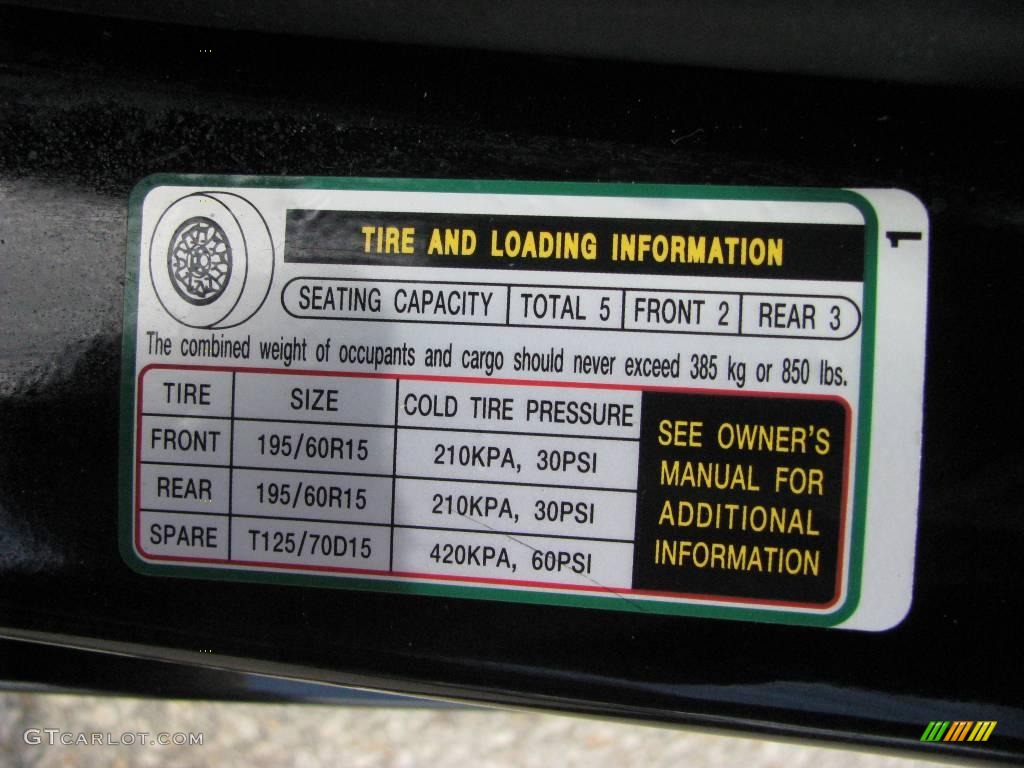 TIRE AND LOADING INFORMATION
1
SEATING CAPACITY TOTAL 5 FRONT 2 REAR 3
The combined weight of occupants and cargo should never exceed 385 kg or 850 lbs.
TIRE SIZE COLD TIRE PRESSURE
FRONT 195/60R15 210KPA, 30PSI
REAR 195/60R15 210KPA, 30PSI
SPARE T125/70D15 420KPA, 60PSI
SEE OWNER'S
MANUAL FOR
ADDITIONAL
INFORMATION
GTCARLOT.COM